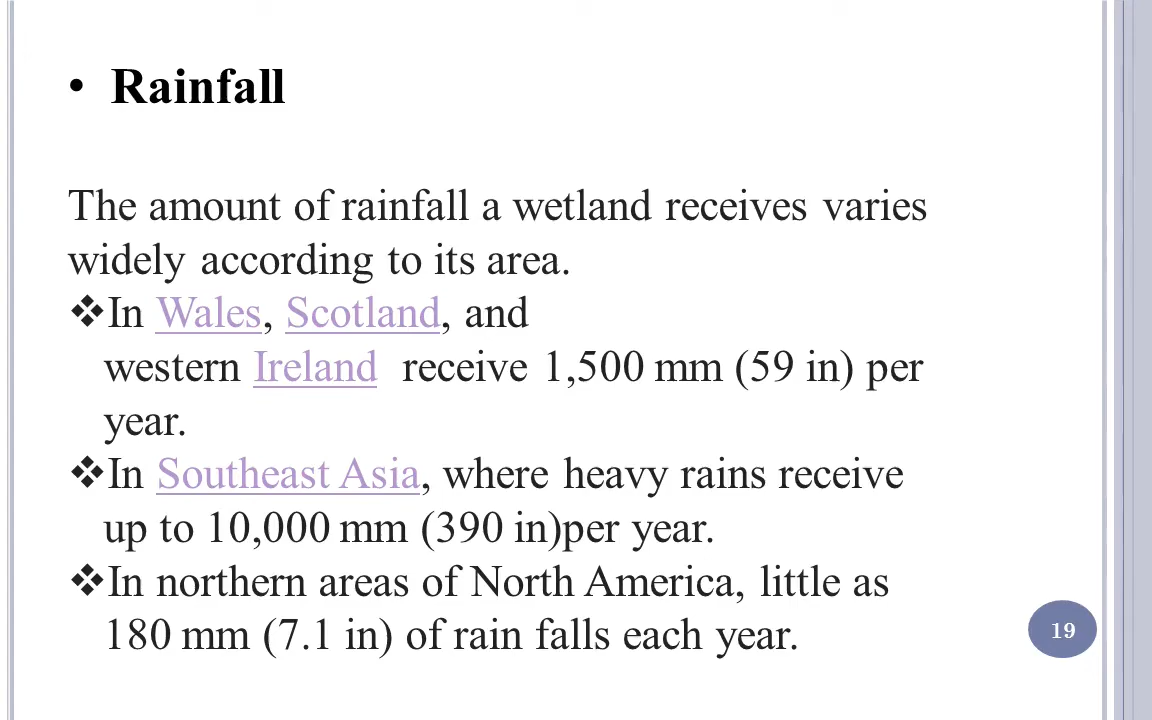 • Rainfall
The amount of rainfall a wetland receives varies
widely according to its area.
❖In Wales, Scotland, and
western Ireland receive 1,500 mm (59 in) per
year.
❖In Southeast Asia, where heavy rains receive
up to 10,000 mm (390 in)per year.
❖In northern areas of North America, little as
180 mm (7.1 in) of rain falls each year.
19